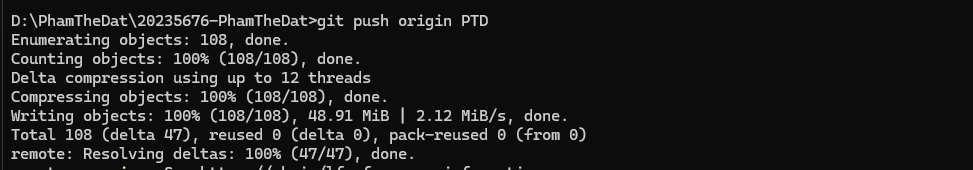 D:\PhamTheDat\20235676-PhamTheDat>git push origin PTD
Enumerating objects: 108, done.
Counting objects: 100% (108/108), done.
Delta compression using up to 12 threads
Compressing objects: 100% (108/108), done.
Writing objects: 100% (108/108), 48.91 MiB | 2.12 MiB/s, done.
Total 108 (delta 47), reused 0 (delta 0), pack-reused 0 (from 0)
remote: Resolving deltas: 100% (47/47), done.